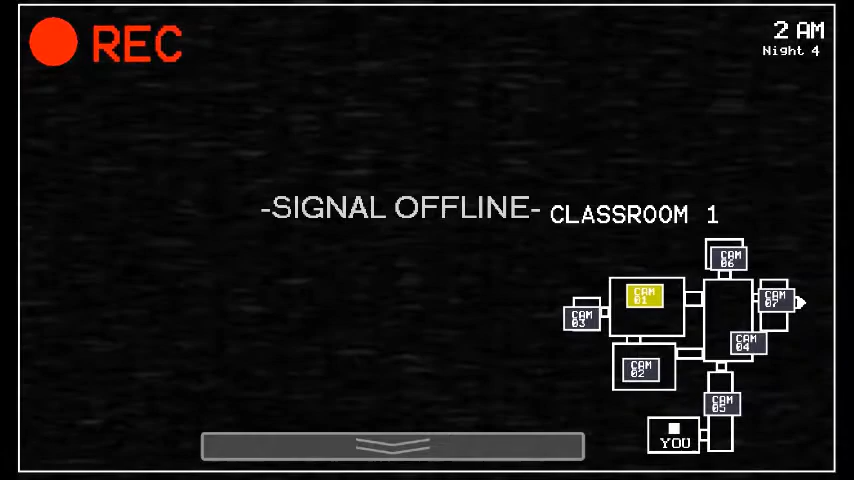 REC
2 AM
Night 4
-SIGNAL OFFLINE-
CLASSROOM 1
CAM
06
CAM
01
CAM
07
CAM
03
CAM
04
CAM
02
CAM
05
YOU